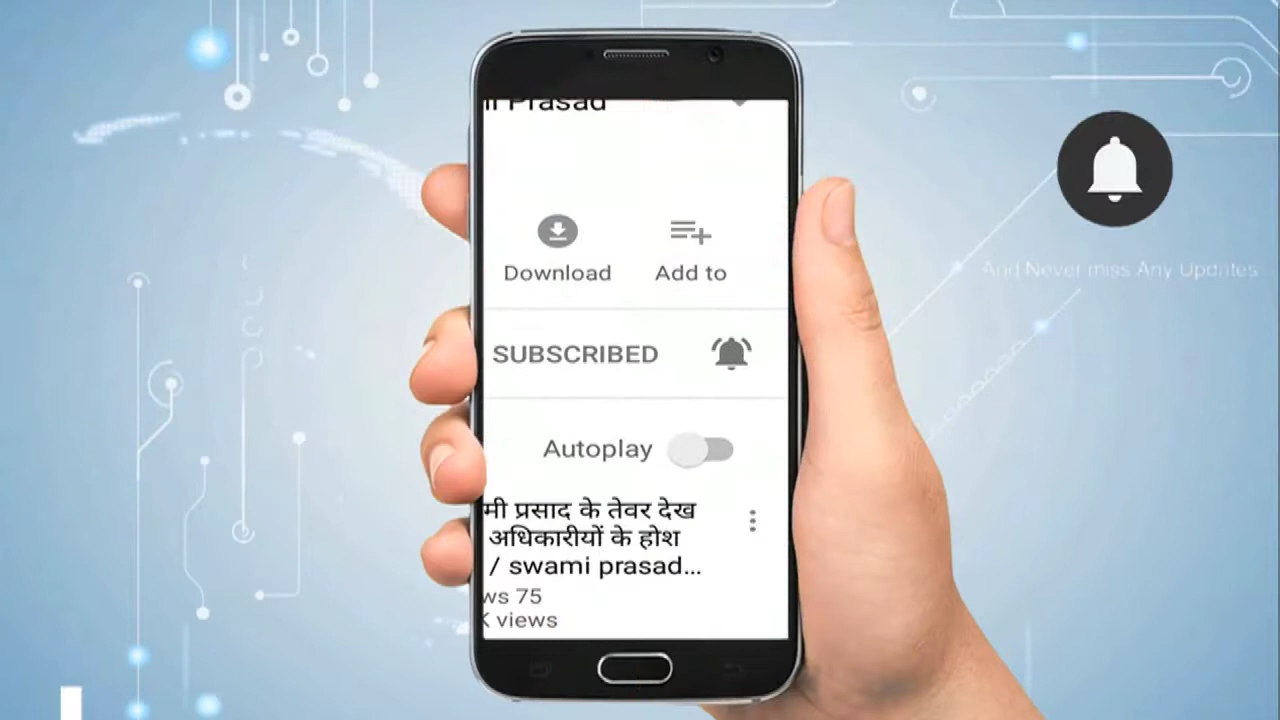 Prasad
Download
Add to
SUBSCRIBED
Autoplay
मी प्रसाद के तेवर देख
अधिकारीयों के होश
/ swami prasad...
ws 75
K views
And Never miss Any Updates